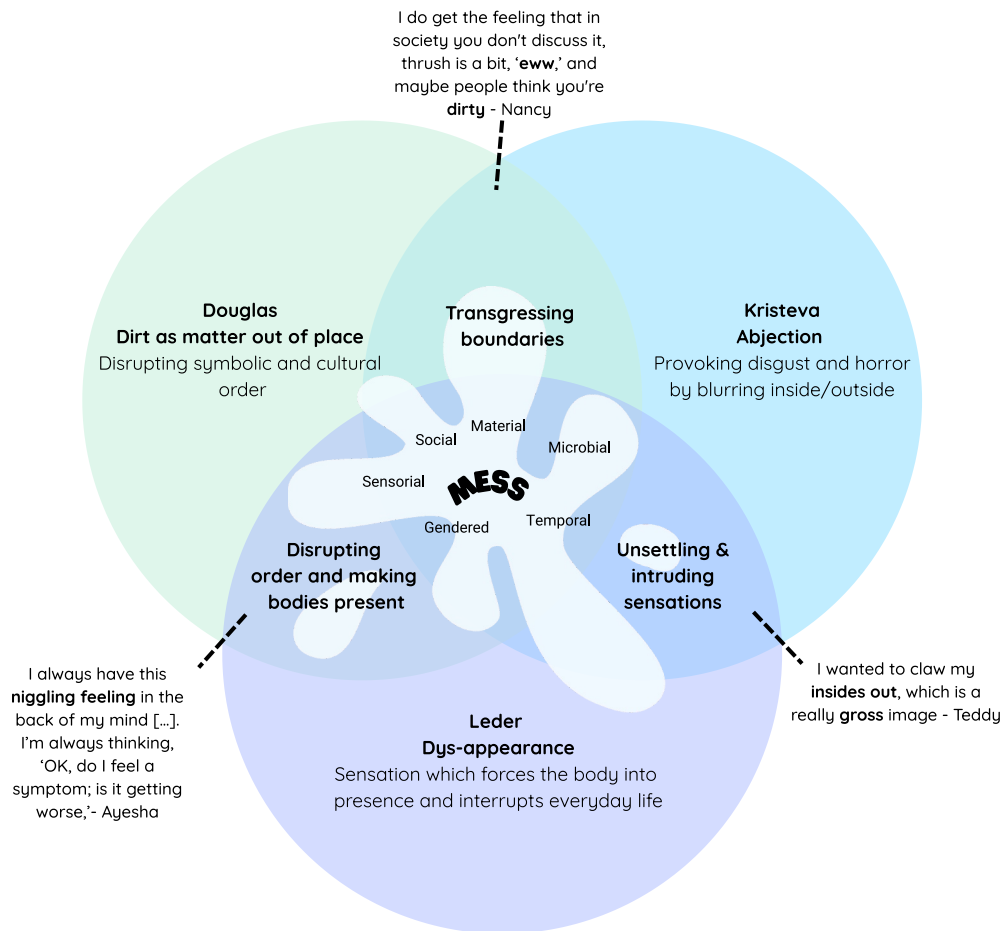 I do get the feeling that in
society you don't discuss it,
thrush is a bit, ‘eww,’ and
maybe people think you're
dirty - Nancy
Douglas
Dirt as matter out of place
Disrupting symbolic and cultural
order
Transgressing
boundaries
Kristeva
Abjection
Provoking disgust and horror
by blurring inside/outside
Material
Social
Microbial
Sensorial
MESS
Gendered
Temporal
Disrupting
order and making
bodies present
Unsettling &
intruding
sensations
I always have this
niggling feeling in the
back of my mind [...].
I’m always thinking,
‘OK, do I feel a
symptom; is it getting
worse,’- Ayesha
I wanted to claw my
insides out, which is a
really gross image - Teddy
Leder
Dys-appearance
Sensation which forces the body into
presence and interrupts everyday life